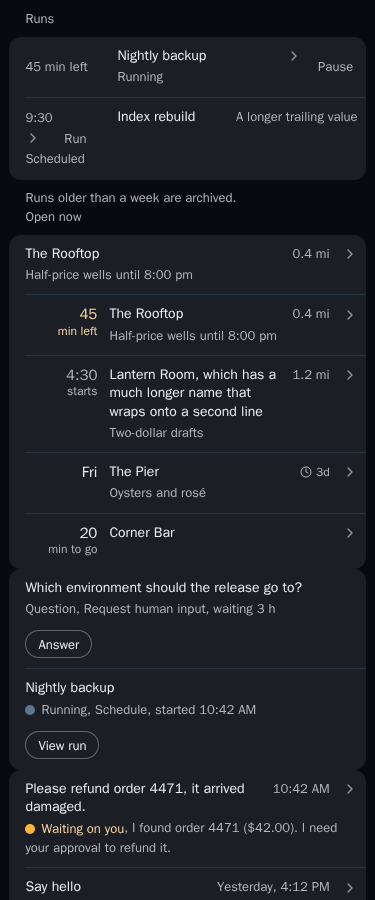 Runs
45 min left Nightly backup Pause
Running
9:30 Index rebuild A longer trailing value
Run
Scheduled
Runs older than a week are archived.
Open now
The Rooftop 0.4 mi
Half-price wells until 8:00 pm
45 The Rooftop 0.4 mi
min left Half-price wells until 8:00 pm
4:30 Lantern Room, which has a 1.2 mi
starts much longer name that
wraps onto a second line
Two-dollar drafts
Fri The Pier 3d
Oysters and rosé
20 Corner Bar
min to go
Which environment should the release go to?
Question, Request human input, waiting 3 h
Answer
Nightly backup
Running, Schedule, started 10:42 AM
View run
Please refund order 4471, it arrived 10:42 AM
damaged.
Waiting on you, I found order 4471 ($42.00). I need
your approval to refund it.
Say hello Yesterday, 4:12 PM